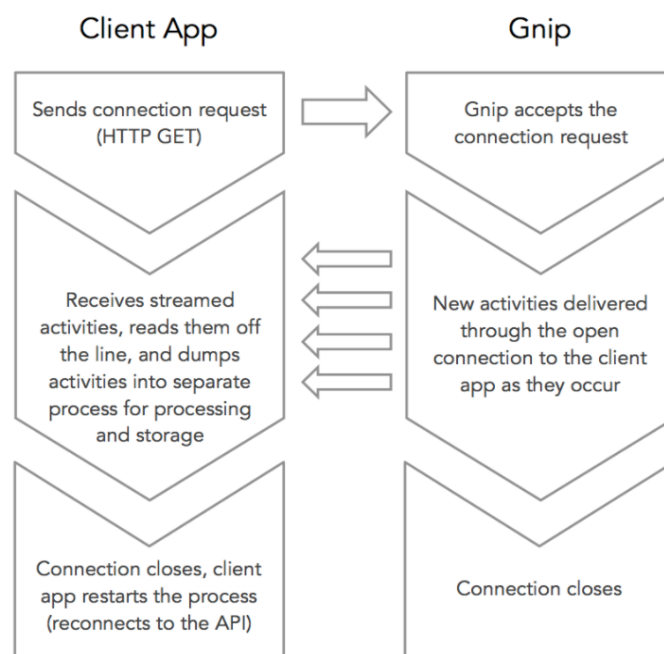 Client App
Gnip
Sends connection request
(HTTP GET)
Gnip accepts the
connection request
Receives streamed
activities, reads them off
the line, and dumps
activities into separate
process for processing
and storage
New activities delivered
through the open
connection to the client
app as they occur
Connection closes, client
app restarts the process
(reconnects to the API)
Connection closes